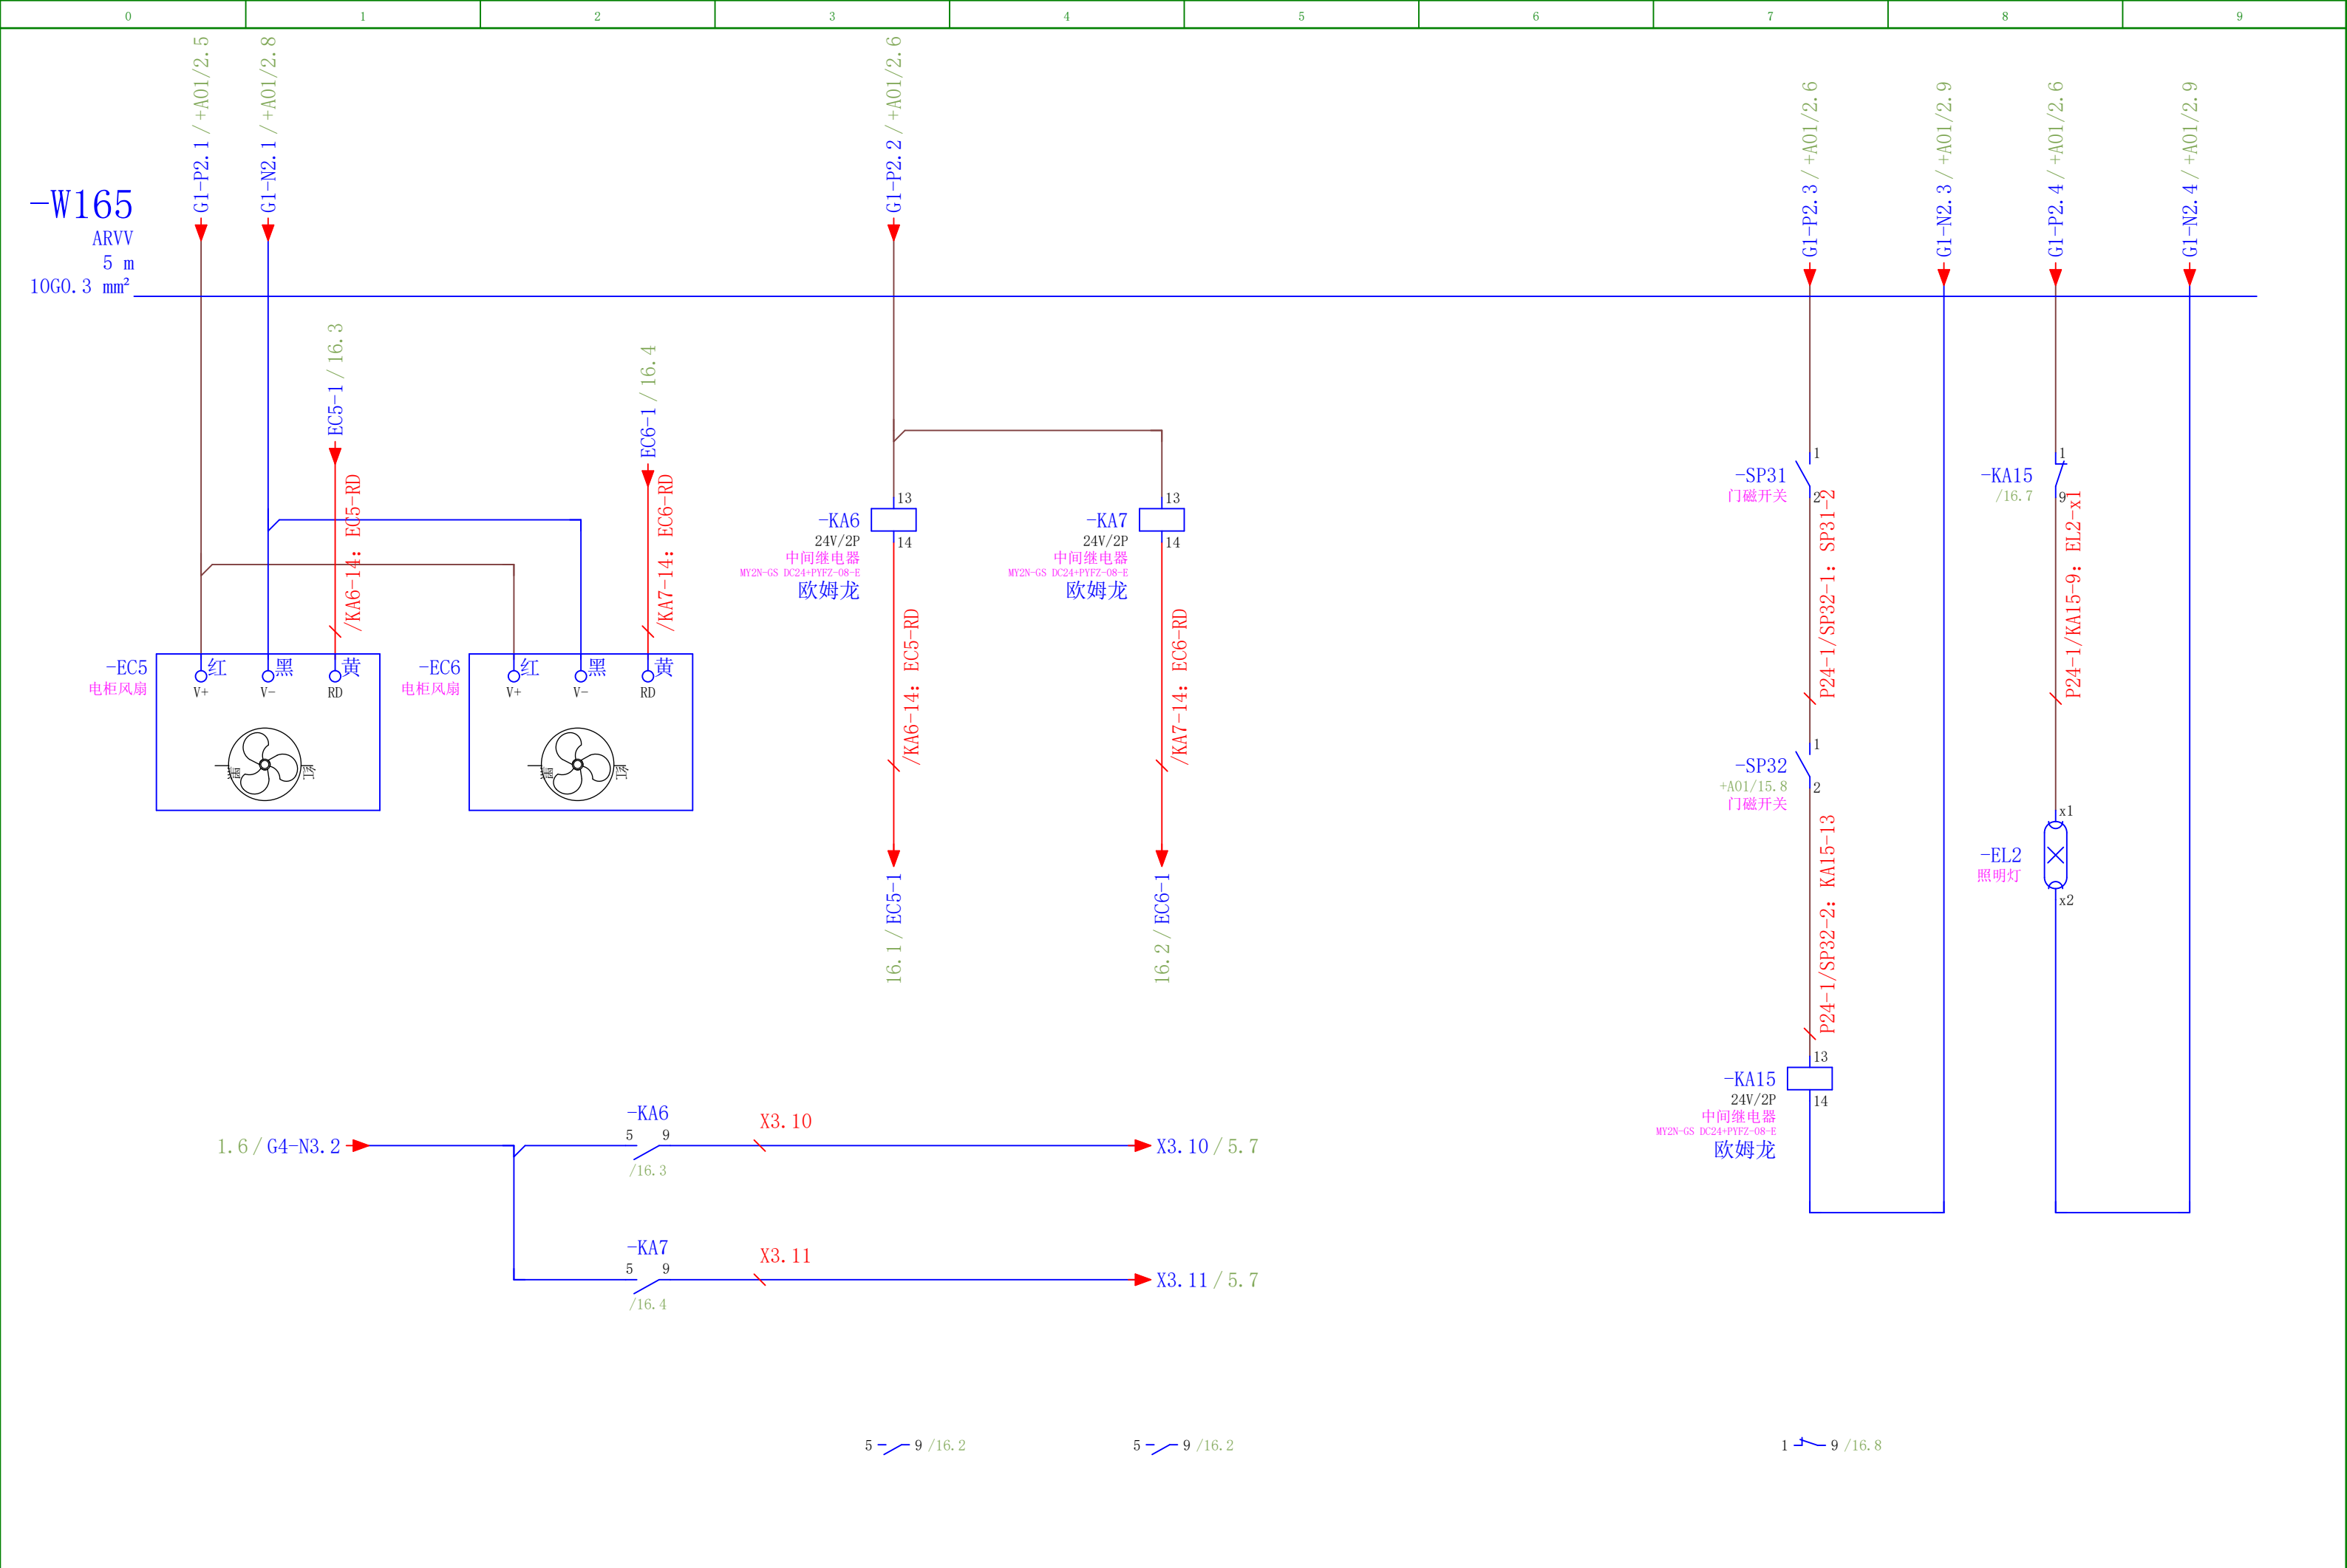 0 1 2 3 4 5 6 7 8 9
G1-P2.1 / +A01/2.5
G1-N2.1 / +A01/2.8
G1-P2.2 / +A01/2.6
G1-P2.3 / +A01/2.6
G1-N2.3 / +A01/2.9
G1-P2.4 / +A01/2.6
G1-N2.4 / +A01/2.9
-W165
ARVV
5 m
10G0.3 mm²
EC5-1 / 16.3
/KA6-14: EC5-RD
EC6-1 / 16.4
/KA7-14: EC6-RD
-EC5
电柜风扇
红 黑 黄
V+ V- RD
黑 红
-EC6
电柜风扇
红 黑 黄
V+ V- RD
黑 红
-KA6
24V/2P
中间继电器
MY2N-GS DC24+PYFZ-08-E
欧姆龙
13
14
/KA6-14: EC5-RD
16.1 / EC5-1
-KA7
24V/2P
中间继电器
MY2N-GS DC24+PYFZ-08-E
欧姆龙
13
14
/KA7-14: EC6-RD
16.2 / EC6-1
-SP31
门磁开关
1
2
P24-1/SP32-1: SP31-2
-SP32
+A01/15.8
门磁开关
1
2
P24-1/SP32-2: KA15-13
-KA15
24V/2P
中间继电器
MY2N-GS DC24+PYFZ-08-E
欧姆龙
13
14
-KA15
/16.7
1
9
P24-1/KA15-9: EL2-x1
-EL2
照明灯
x1
x2
1.6 / G4-N3.2
-KA6
5 9
/16.3
X3.10
X3.10 / 5.7
-KA7
5 9
/16.4
X3.11
X3.11 / 5.7
5 9 /16.2
5 9 /16.2
1 9 /16.8